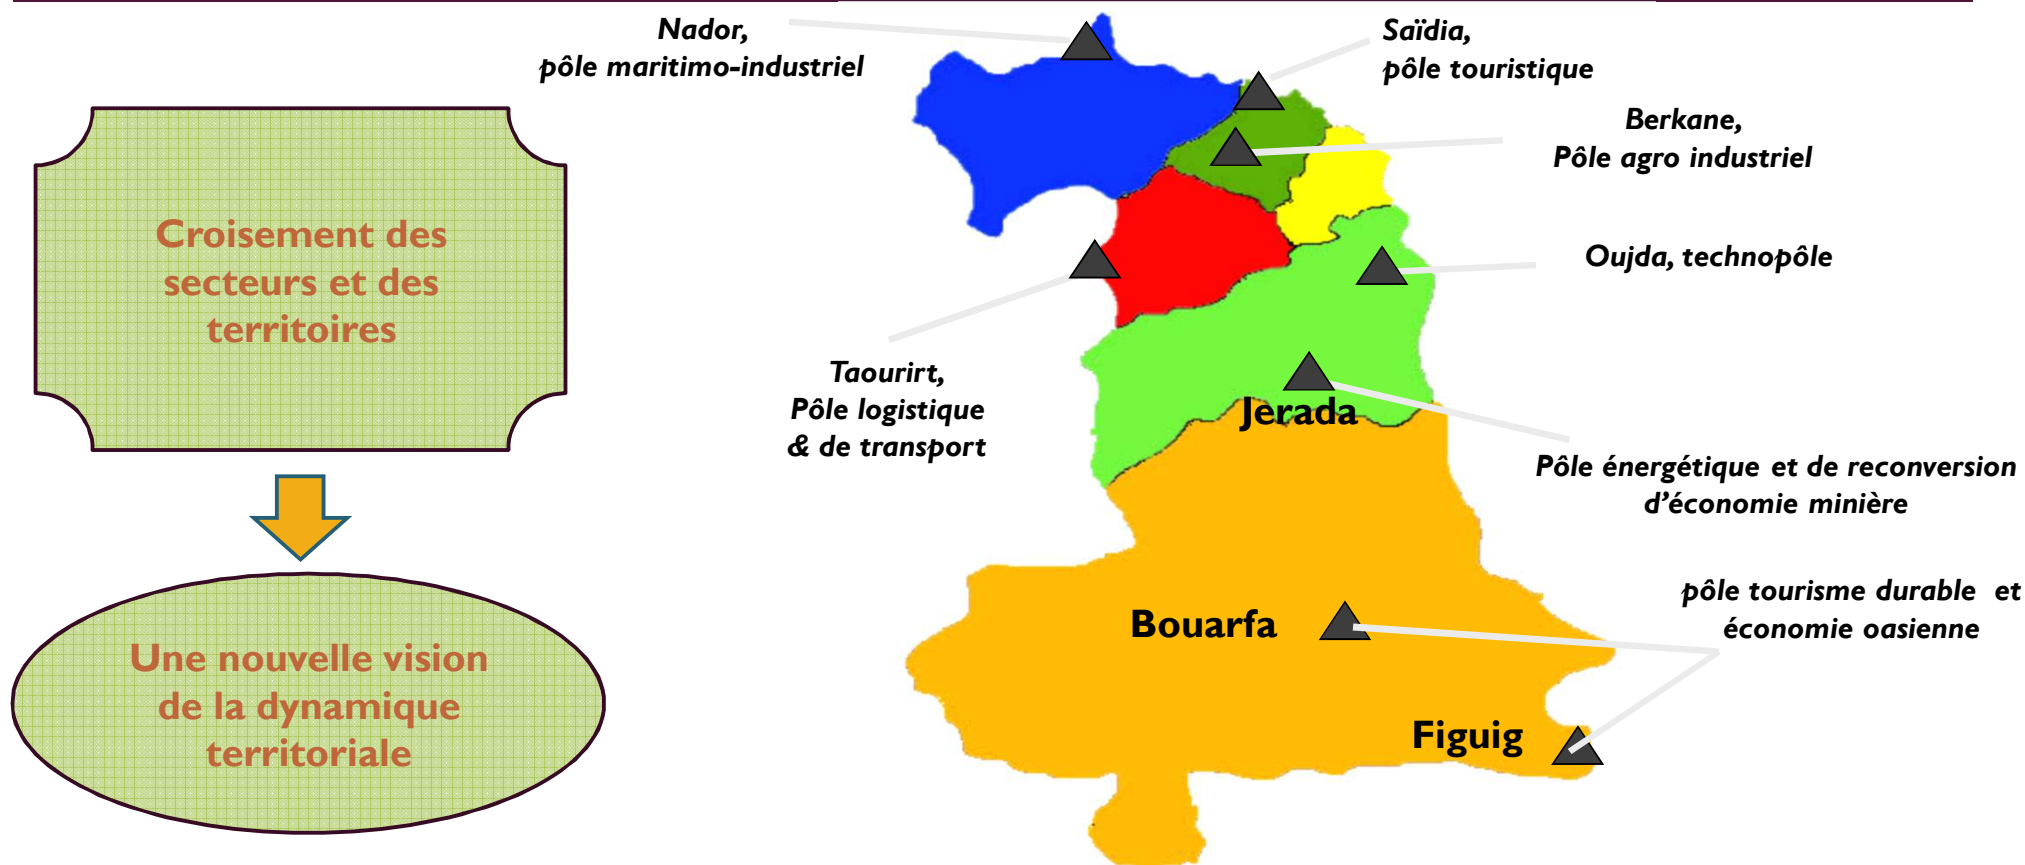 Nador,
pôle maritimo-industriel
Saïdia,
pôle touristique
Berkane,
Pôle agro industriel
Croisement des
secteurs et des
territoires
Oujda, technopôle
Taourirt,
Pôle logistique
& de transport
Jerada
Pôle énergétique et de reconversion
d’économie minière
Une nouvelle vision
de la dynamique
territoriale
Bouarfa
pôle tourisme durable et
économie oasienne
Figuig